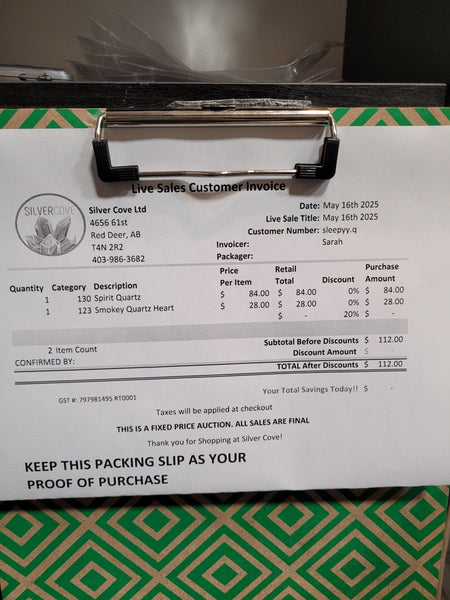 Live Sales Customer Invoice
SILVERCOVE
Silver Cove Ltd
4656 61st
Red Deer, AB
T4N 2R2
403-986-3682
Date: May 16th 2025
Live Sale Title: May 16th 2025
Customer Number: sleepyy.q
Invoicer: Sarah
Packager:
Quantity Category Description Price Per Item Retail Total Discount Purchase Amount
1 130 Spirit Quartz $ 84.00 $ 84.00 0% $ 84.00
1 123 Smokey Quartz Heart $ 28.00 $ 28.00 0% $ 28.00
$ - 20% $ -
2 Item Count
Subtotal Before Discounts $ 112.00
Discount Amount $
CONFIRMED BY:
TOTAL After Discounts $ 112.00
GST #: 797981495 RT0001
Your Total Savings Today!! $ -
Taxes will be applied at checkout
THIS IS A FIXED PRICE AUCTION. ALL SALES ARE FINAL
Thank you for Shopping at Silver Cove!
KEEP THIS PACKING SLIP AS YOUR
PROOF OF PURCHASE